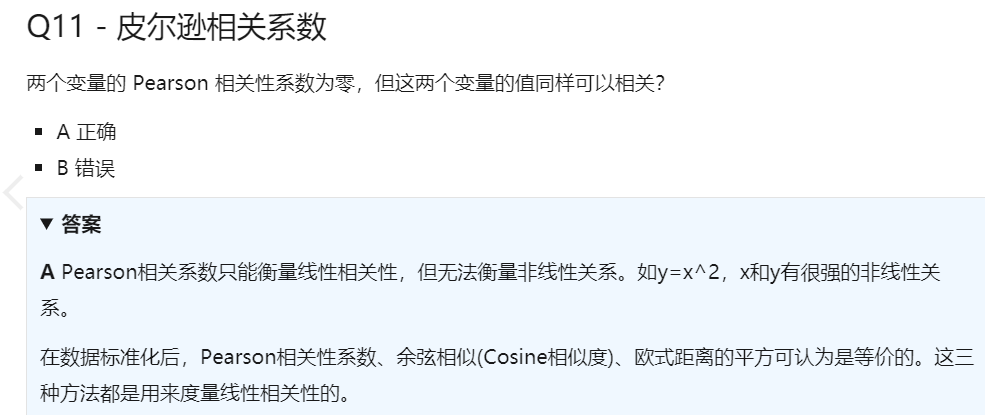 Q11 - 皮尔逊相关系数
两个变量的 Pearson 相关性系数为零，但这两个变量的值同样可以相关？
A 正确
B 错误
▼ 答案
A Pearson相关系数只能衡量线性相关性，但无法衡量非线性关系。如y=x^2，x和y有很强的非线性关
系。
在数据标准化后，Pearson相关性系数、余弦相似(Cosine相似度)、欧式距离的平方可认为是等价的。这三
种方法都是用来度量线性相关性的。